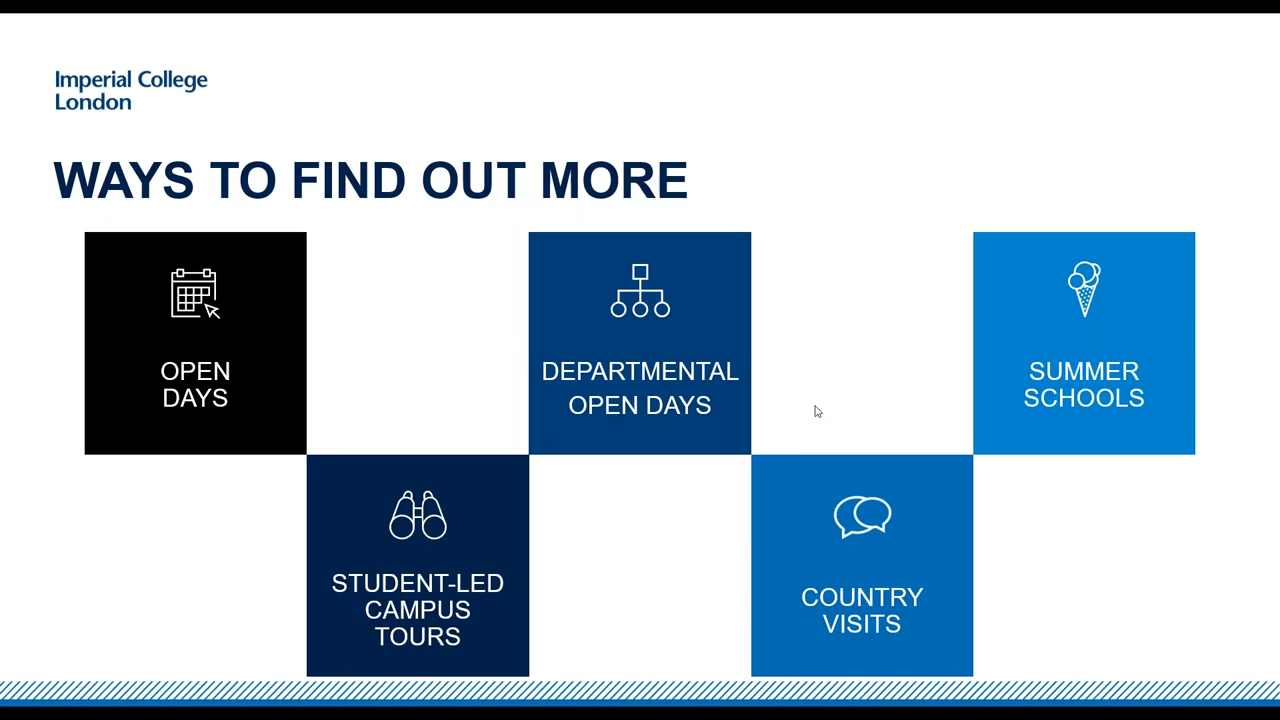 Imperial College
London
WAYS TO FIND OUT MORE
OPEN
DAYS
STUDENT-LED
CAMPUS
TOURS
DEPARTMENTAL
OPEN DAYS
COUNTRY
VISITS
SUMMER
SCHOOLS